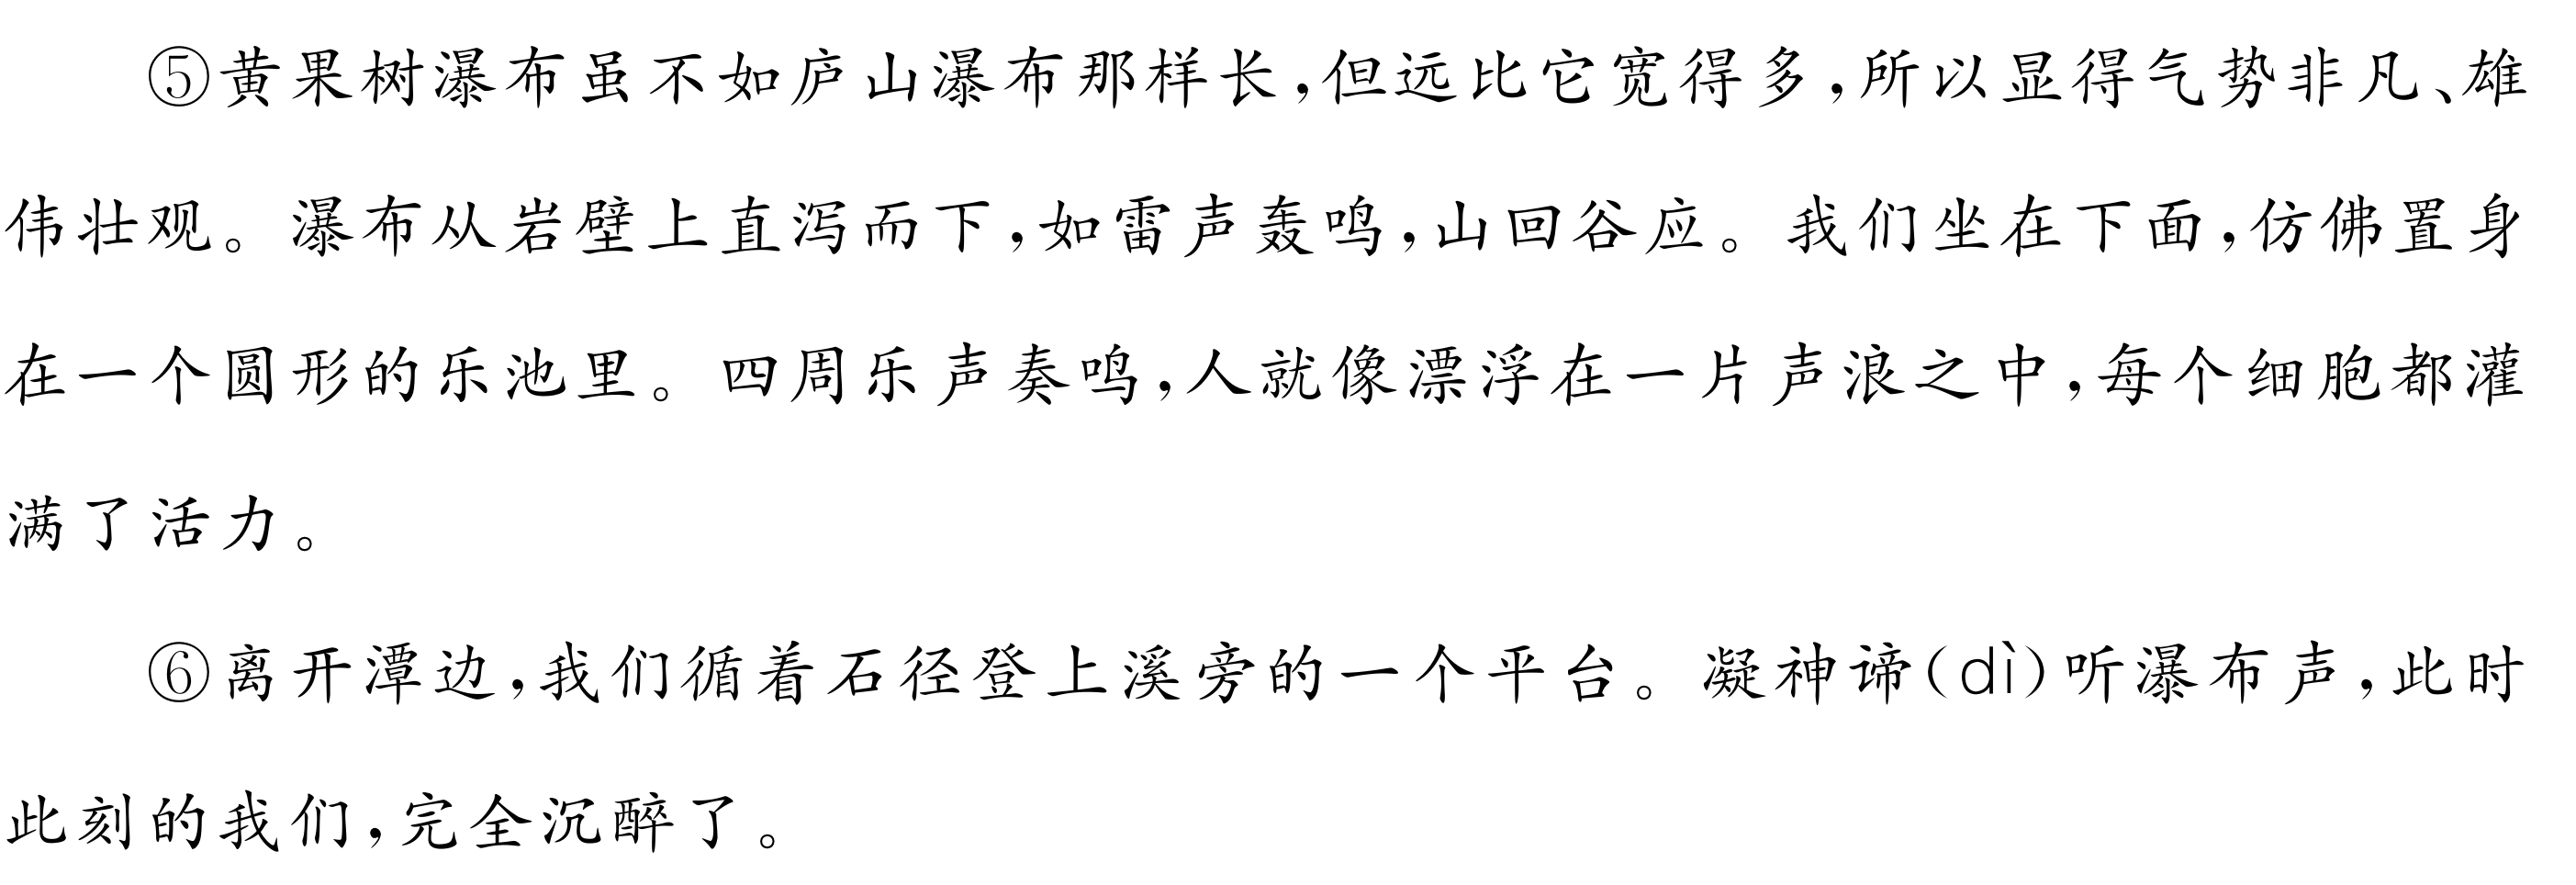 ⑤黄果树瀑布虽不如庐山瀑布那样长,但远比它宽得多,所以显得气势非凡、雄
伟壮观。瀑布从岩壁上直泻而下,如雷声轰鸣,山回谷应。我们坐在下面,仿佛置身
在一个圆形的乐池里。四周乐声奏鸣,人就像漂浮在一片声浪之中,每个细胞都灌
满了活力。
⑥离开潭边,我们循着石径登上溪旁的一个平台。凝神谛(dì)听瀑布声,此时
此刻的我们,完全沉醉了。